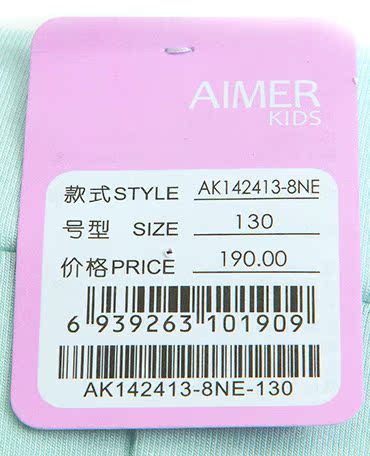 AIMER
KIDS
款式STYLE AK142413-8NE
号型 SIZE 130
价格PRICE 190.00
6 939263 101909
AK142413-8NE-130